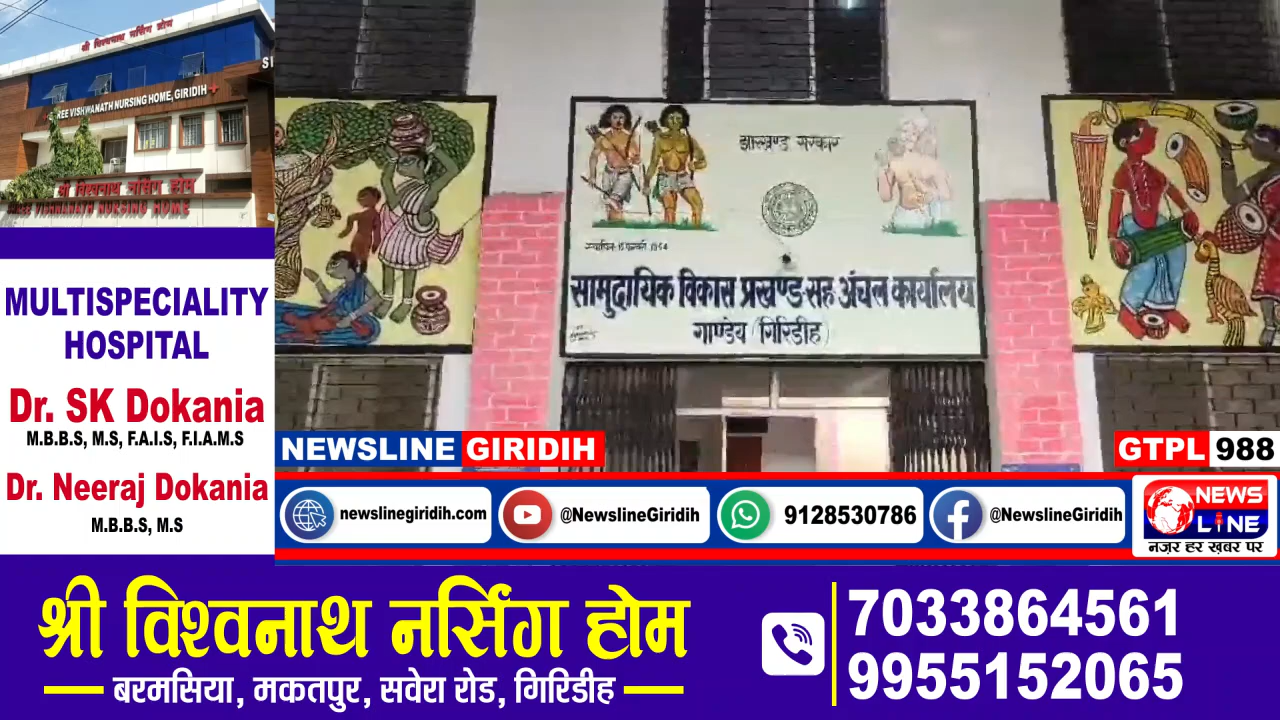 श्री विश्वनाथ नर्सिंग होम
SHREE VISHWANATH NURSING HOME, GIRIDIH +
श्री विश्वनाथ नर्सिंग होम
SHREE VISHWANATH NURSING HOME
MULTISPECIALITY
HOSPITAL
Dr. SK Dokania
M.B.B.S, M.S, F.A.I.S, F.I.A.M.S
Dr. Neeraj Dokania
M.B.B.S, M.S
झारखण्ड सरकार
सामुदायिक विकास प्रखण्ड सह अंचल कार्यालय
गाण्डेय (गिरिडीह)
NEWSLINE GIRIDIH
GTPL 988
newslinegiridih.com
@NewslineGiridih
9128530786
@NewslineGiridih
NEWS
LINE
नज़र हर ख़बर पर
श्री विश्वनाथ नर्सिंग होम
बरमसिया, मकतपुर, सवेरा रोड, गिरिडीह
7033864561
9955152065